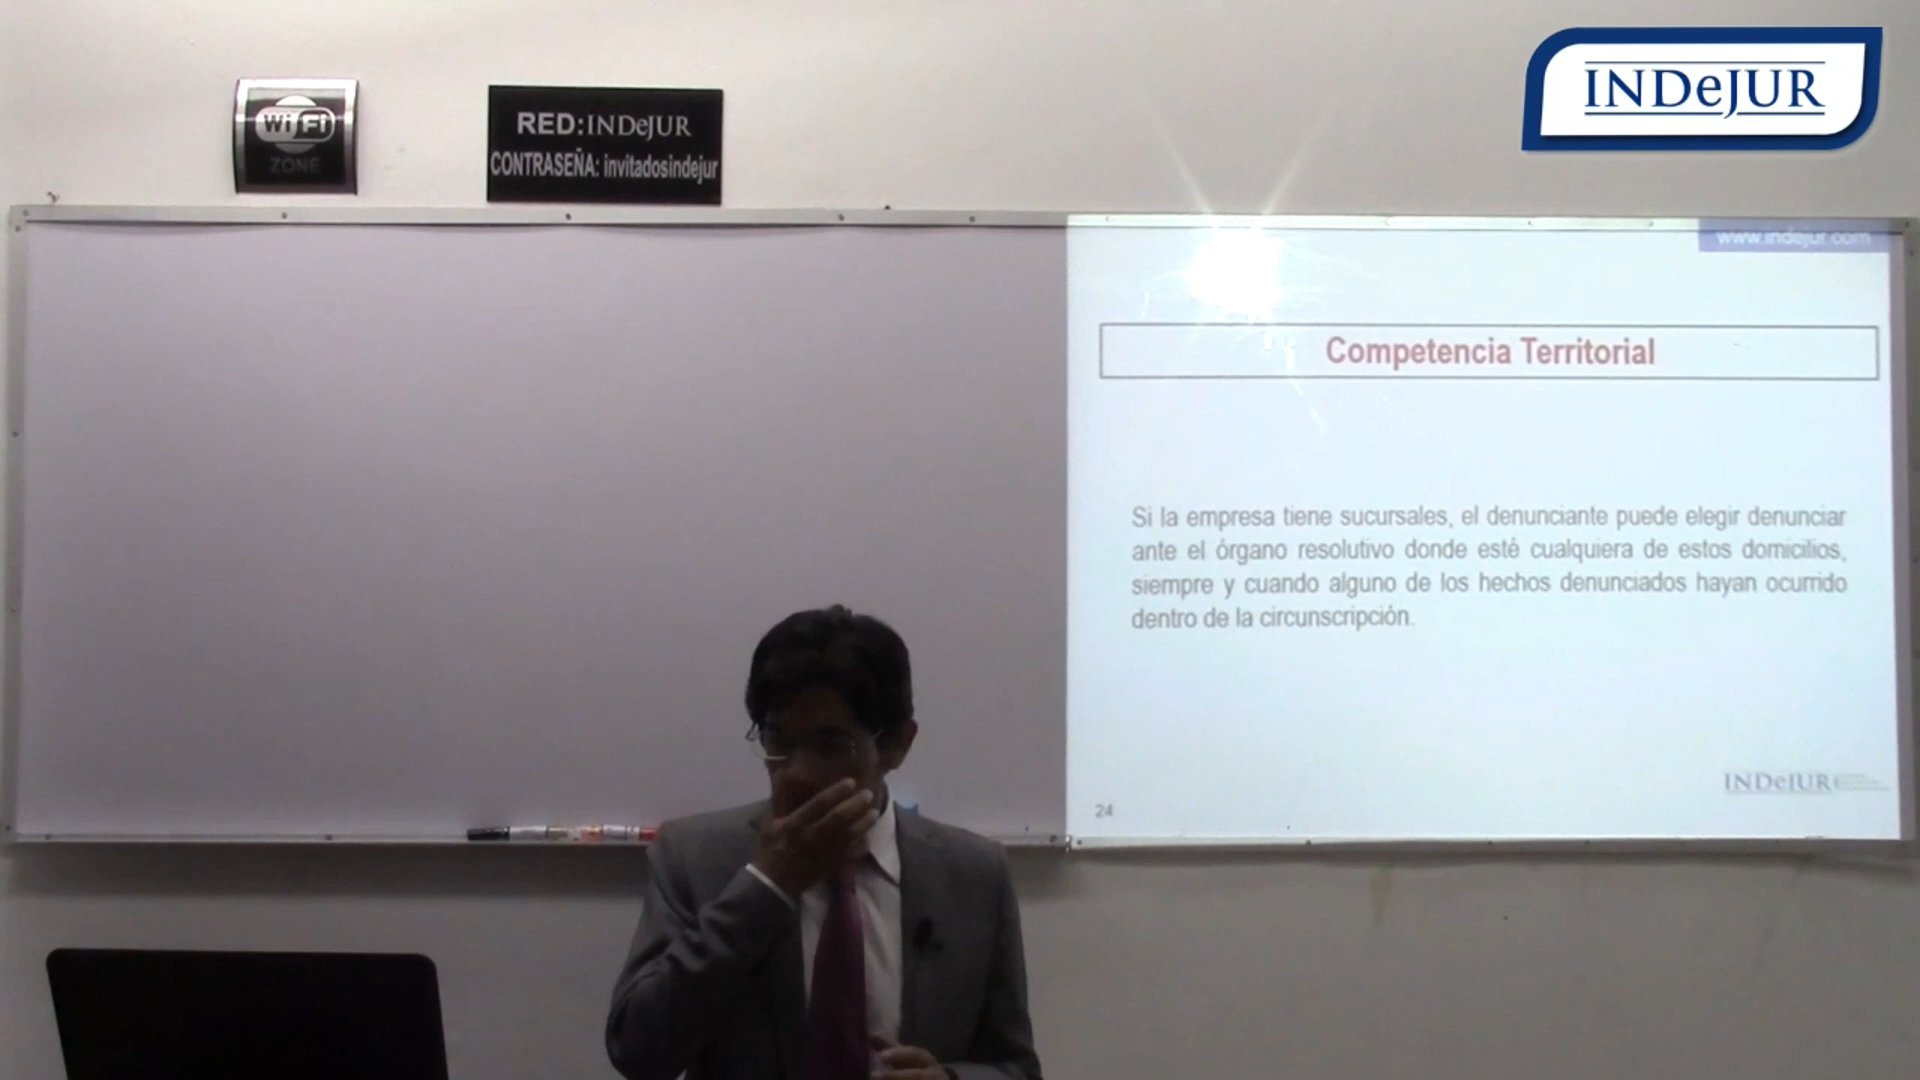 INDeJUR
WiFi
ZONE
RED:INDeJUR
CONTRASEÑA: invitadosindejur
www.indejur.com
Competencia Territorial
Si la empresa tiene sucursales, el denunciante puede elegir denunciar
ante el órgano resolutivo donde esté cualquiera de estos domicilios,
siempre y cuando alguno de los hechos denunciados hayan ocurrido
dentro de la circunscripción.
INDeJUR
24